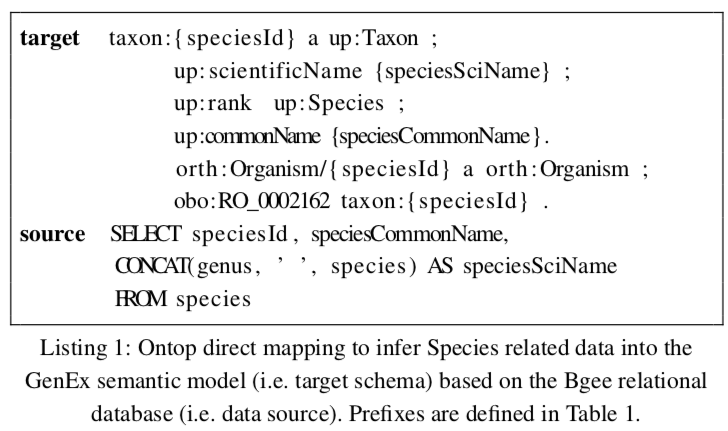 target taxon:{speciesId} a up:Taxon ;
up:scientificName {speciesSciName} ;
up:rank up:Species ;
up:commonName {speciesCommonName}.
orth:Organism/{speciesId} a orth:Organism ;
obo:RO_0002162 taxon:{speciesId} .
source SELECT speciesId, speciesCommonName,
CONCAT(genus, ' ', species) AS speciesSciName
FROM species
Listing 1: Ontop direct mapping to infer Species related data into the
GenEx semantic model (i.e. target schema) based on the Bgee relational
database (i.e. data source). Prefixes are defined in Table 1.